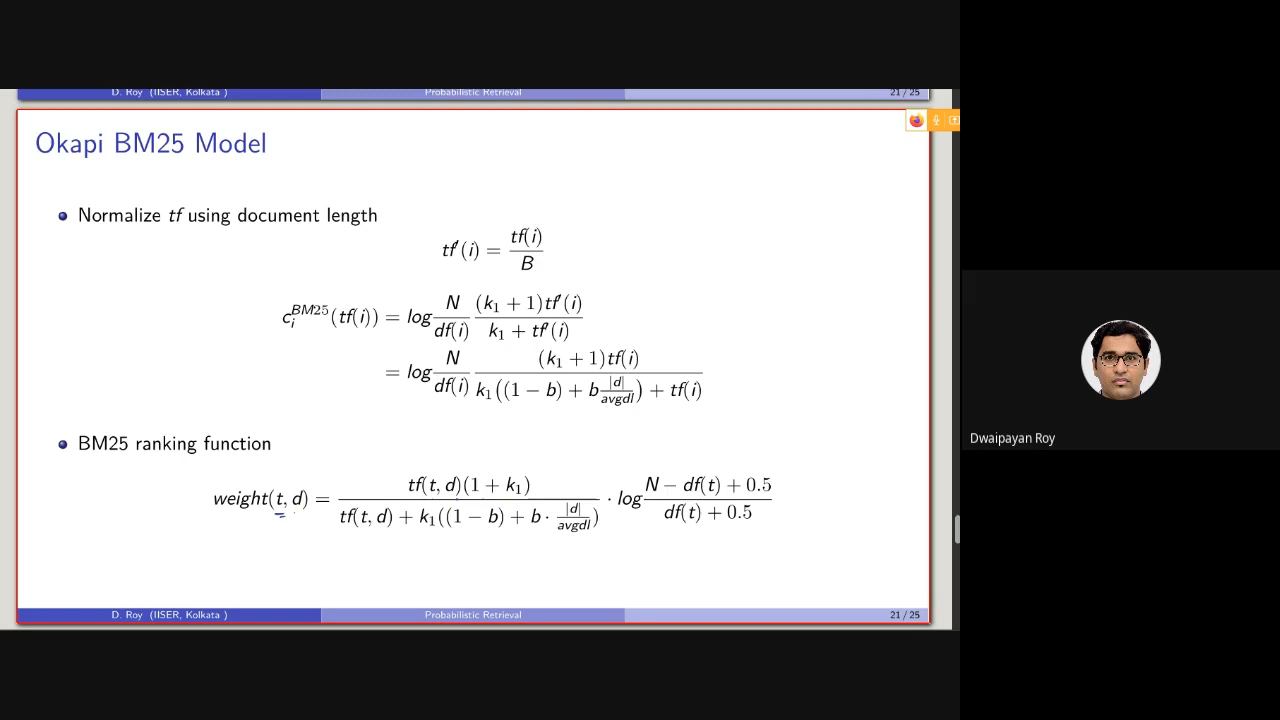 D. Roy (IISER, Kolkata ) Probabilistic Retrieval 21 / 25
Okapi BM25 Model
Normalize tf using document length
tf′(i) = tf(i) / B
c_i^{BM25}(tf(i)) = log N/df(i) (k₁ + 1)tf′(i) / k₁ + tf′(i)
= log N/df(i) (k₁ + 1)tf(i) / k₁((1 − b) + b |d|/avgdl) + tf(i)
BM25 ranking function
weight(t, d) = tf(t, d)(1 + k₁) / tf(t, d) + k₁((1 − b) + b · |d|/avgdl) · log N − df(t) + 0.5 / df(t) + 0.5
D. Roy (IISER, Kolkata ) Probabilistic Retrieval 21 / 25
Dwaipayan Roy